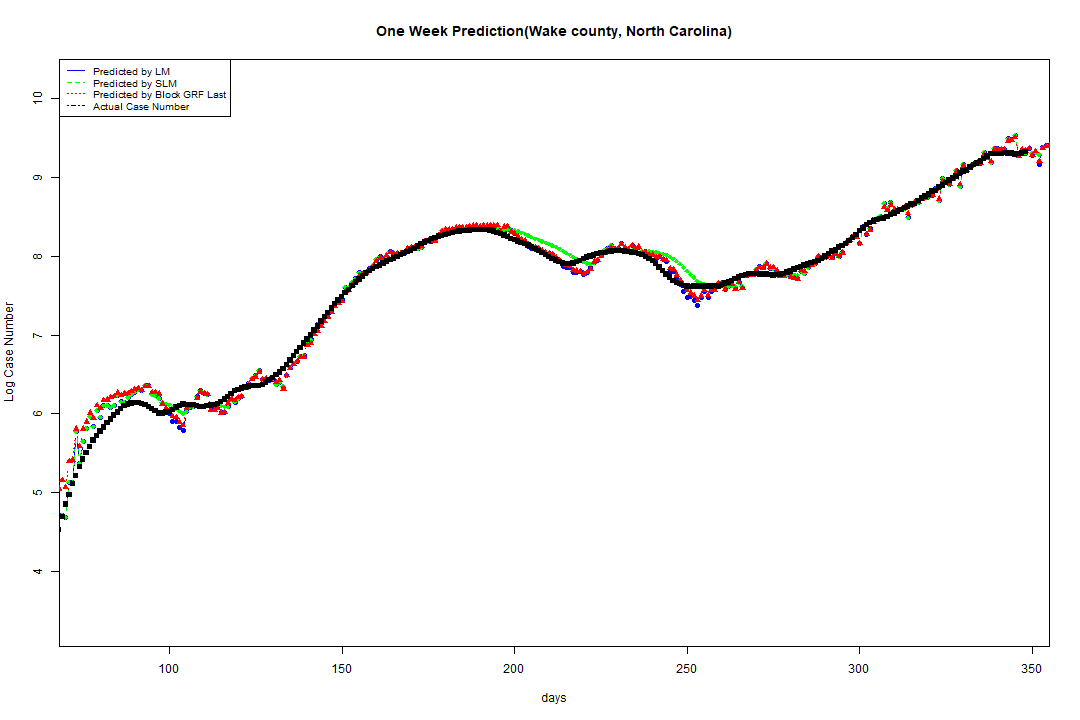 One Week Prediction(Wake county, North Carolina)
Predicted by LM
Predicted by SLM
Predicted by Block GRF Last
Actual Case Number
10
9
8
7
6
5
4
Log Case Number
100 150 200 250 300 350
days